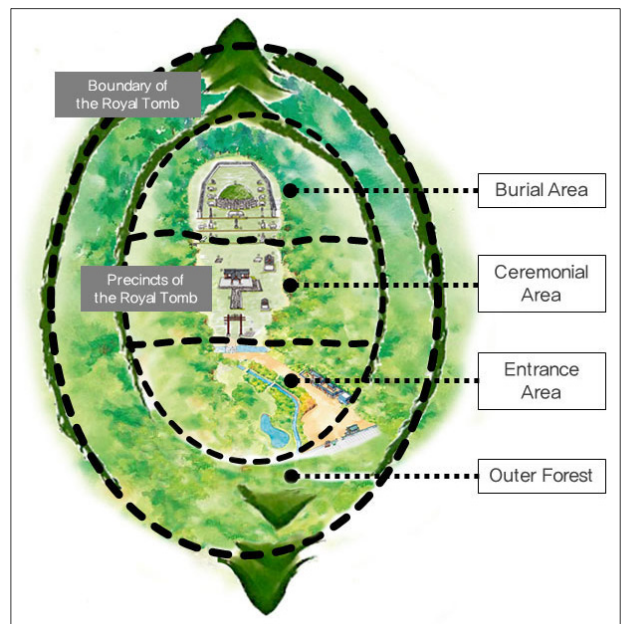 Boundary of
the Royal Tomb
Burial Area
Precincts of
the Royal Tomb
Ceremonial
Area
Entrance
Area
Outer Forest